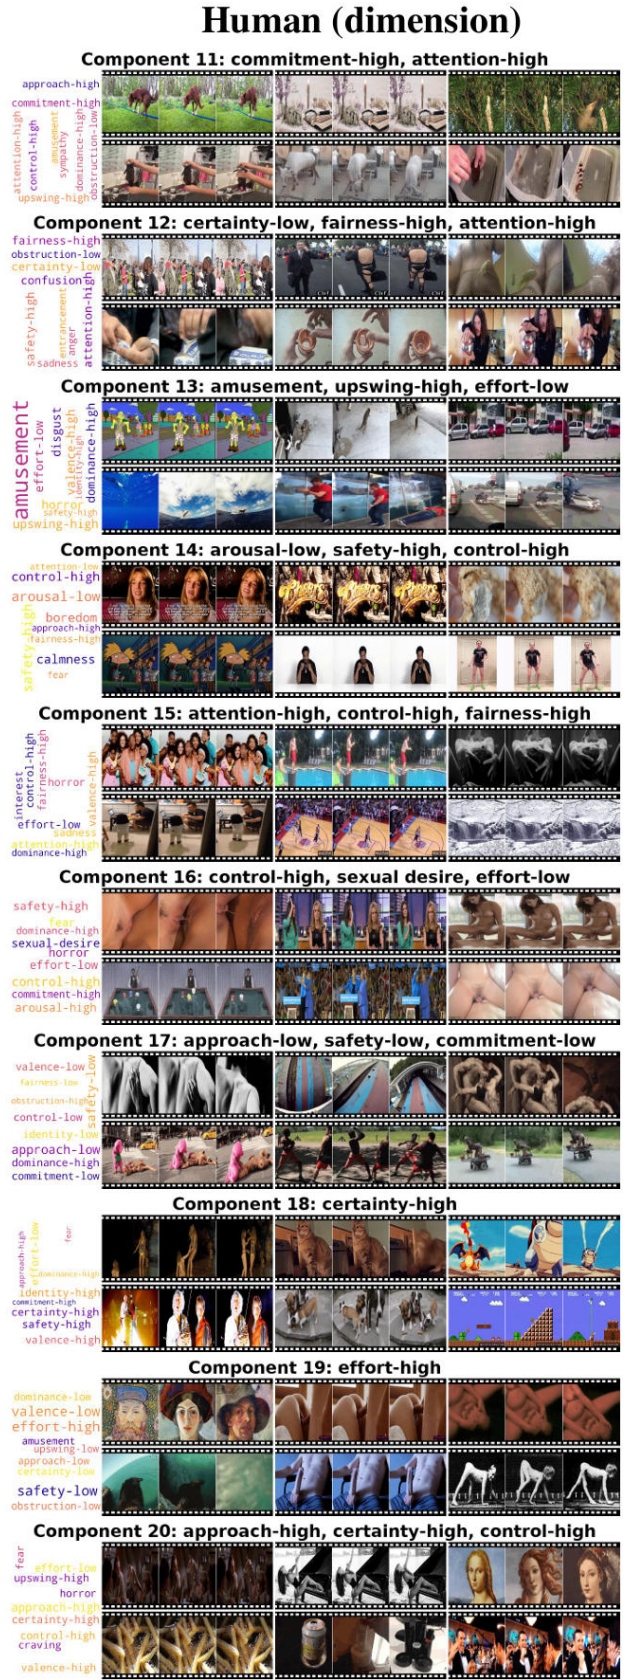 Human (dimension)
Component 11: commitment-high, attention-high
approach-high
commitment-high
attention-high
control-high
amusement
sympathy
dominance-high
obstruction-low
upswing-high
Component 12: certainty-low, fairness-high, attention-high
fairness-high
obstruction-low
certainty-low
confusion
safety-high
entrancement
anger
attention-high
sadness
Component 13: amusement, upswing-high, effort-low
amusement
effort-low
disgust
valence-high
identity-high
dominance-high
horror
safety-high
upswing-high
Component 14: arousal-low, safety-high, control-high
attention-low
control-high
arousal-low
boredom
approach-high
fairness-high
safety-high
calmness
fear
Component 15: attention-high, control-high, fairness-high
interest
control-high
fairness-high
horror
valence-high
effort-low
sadness
attention-high
dominance-high
Component 16: control-high, sexual desire, effort-low
safety-high
fear
dominance-high
sexual-desire
horror
effort-low
control-high
commitment-high
arousal-high
Component 17: approach-low, safety-low, commitment-low
valence-low
fairness-low
obstruction-high
safety-low
control-low
identity-low
approach-low
dominance-high
commitment-low
Component 18: certainty-high
approach-high
effort-low
fear
dominance-high
identity-high
commitment-high
certainty-high
safety-high
valence-high
Component 19: effort-high
dominance-low
valence-low
effort-high
amusement
upswing-low
approach-low
certainty-low
safety-low
obstruction-low
Component 20: approach-high, certainty-high, control-high
fear
effort-low
upswing-high
horror
approach-high
certainty-high
control-high
craving
valence-high